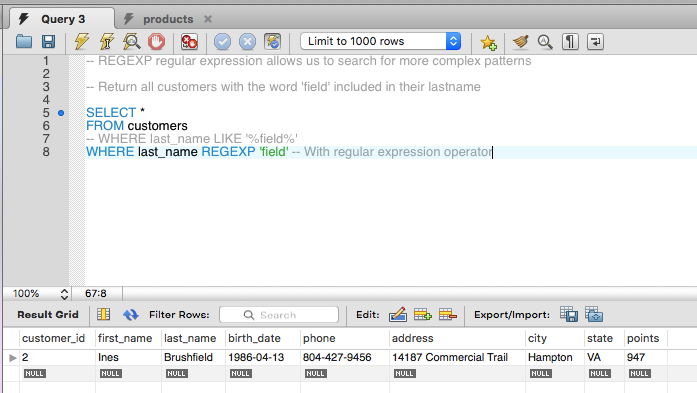 Query 3 products
Limit to 1000 rows
1 -- REGEXP regular expression allows us to search for more complex patterns
2
3 -- Return all customers with the word 'field' included in their lastname
4
5 SELECT *
6 FROM customers
7 -- WHERE last_name LIKE '%field%'
8 WHERE last_name REGEXP 'field' -- With regular expression operator
100% 67:8
Result Grid Filter Rows: Search Edit: Export/Import:
customer_id first_name last_name birth_date phone address city state points
2 Ines Brushfield 1986-04-13 804-427-9456 14187 Commercial Trail Hampton VA 947
NULL NULL NULL NULL NULL NULL NULL NULL NULL